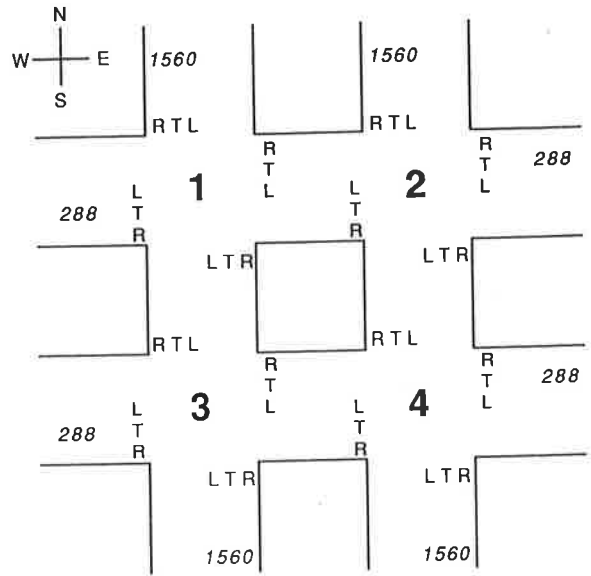 N
W E 1560 1560
S
RTL RTL
R T L R T L 288
1 2
288 L T R L T R
LTR LTR
RTL RTL
R T L R T L 288
3 4
288 L T R L T R
LTR LTR
1560 1560